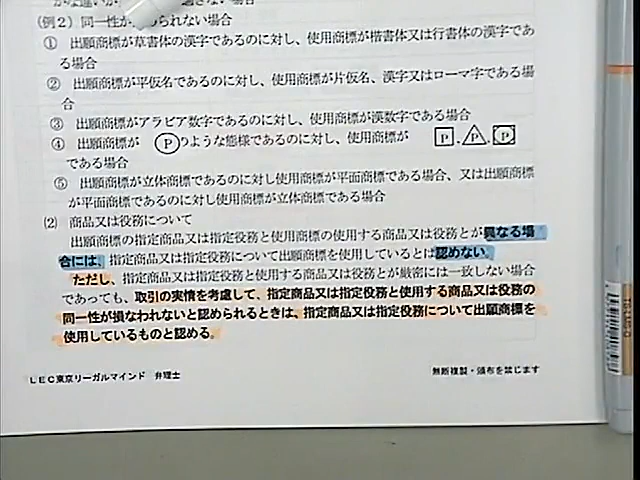 （例２）同一性が められない場合
① 出願商標が草書体の漢字であるのに対し、使用商標が楷書体又は行書体の漢字であ
る場合
② 出願商標が平仮名であるのに対し、使用商標が片仮名、漢字又はローマ字である場
合
③ 出願商標がアラビア数字であるのに対し、使用商標が漢数字である場合
④ 出願商標が Ⓟのような態様であるのに対し、使用商標が P, P, P
である場合
⑤ 出願商標が立体商標であるのに対し使用商標が平面商標である場合、又は出願商標
が平面商標であるのに対し使用商標が立体商標である場合
(2) 商品又は役務について
出願商標の指定商品又は指定役務と使用商標の使用する商品又は役務とが異なる場
合には、指定商品又は指定役務について出願商標を使用しているとは認めない。
ただし、指定商品又は指定役務と使用する商品又は役務とが厳密には一致しない場合
であっても、取引の実情を考慮して、指定商品又は指定役務と使用する商品又は役務の
同一性が損なわれないと認められるときは、指定商品又は指定役務について出願商標を
使用しているものと認める。
ＬＥＣ東京リーガルマインド 弁理士
無断複製・頒布を禁じます